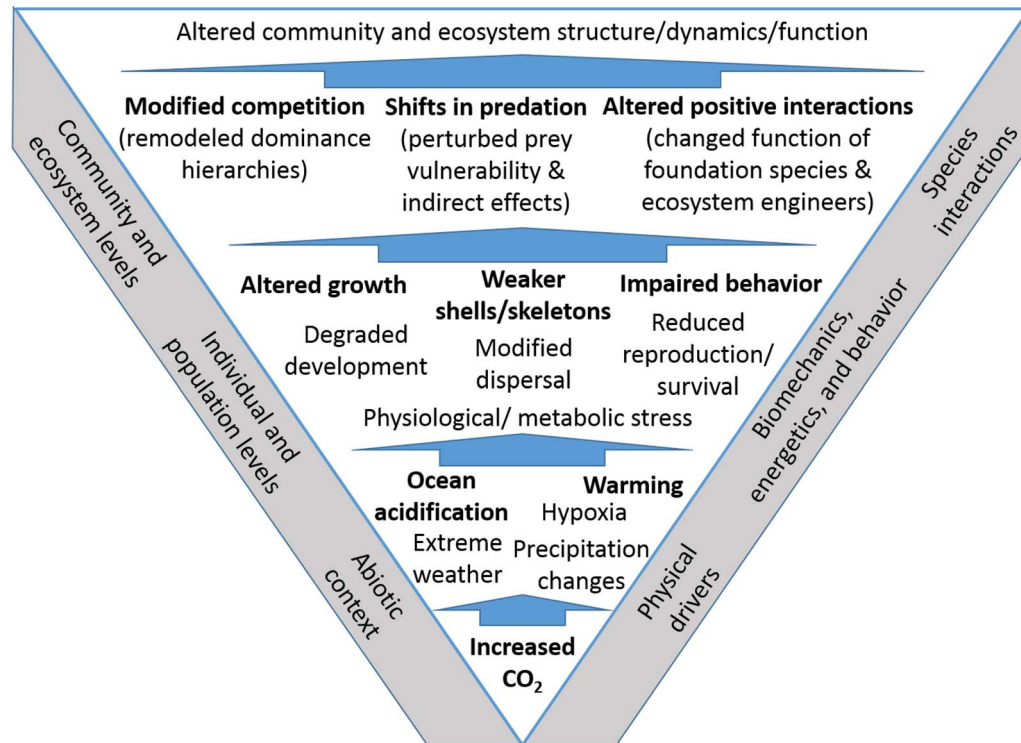 Altered community and ecosystem structure/dynamics/function
Modified competition
(remodeled dominance
hierarchies)
Shifts in predation
(perturbed prey
vulnerability &
indirect effects)
Altered positive interactions
(changed function of
foundation species &
ecosystem engineers)
Altered growth
Degraded
development
Weaker
shells/skeletons
Modified
dispersal
Impaired behavior
Reduced
reproduction/
survival
Physiological/ metabolic stress
Ocean
acidification
Extreme
weather
Warming
Hypoxia
Precipitation
changes
Increased
CO₂
Community and
ecosystem levels
Individual and
population levels
Abiotic
context
Species
interactions
Biomechanics,
energetics, and behavior
Physical
drivers